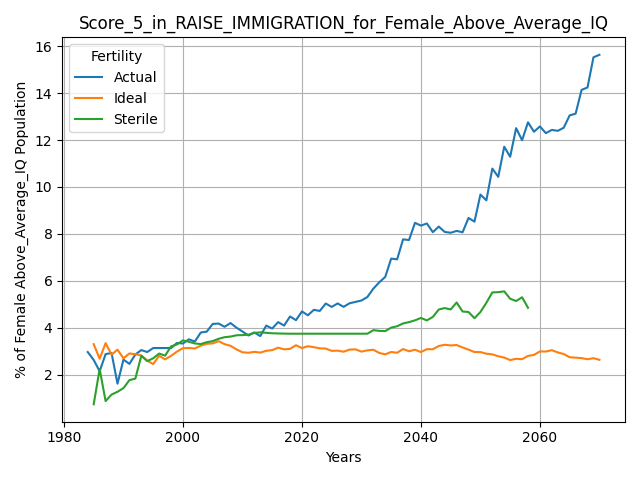 Score_5_in_RAISE_IMMIGRATION_for_Female_Above_Average_IQ
% of Female Above_Average_IQ Population
16
14
12
10
8
6
4
2
Fertility
Actual
Ideal
Sterile
1980 2000 2020 2040 2060
Years